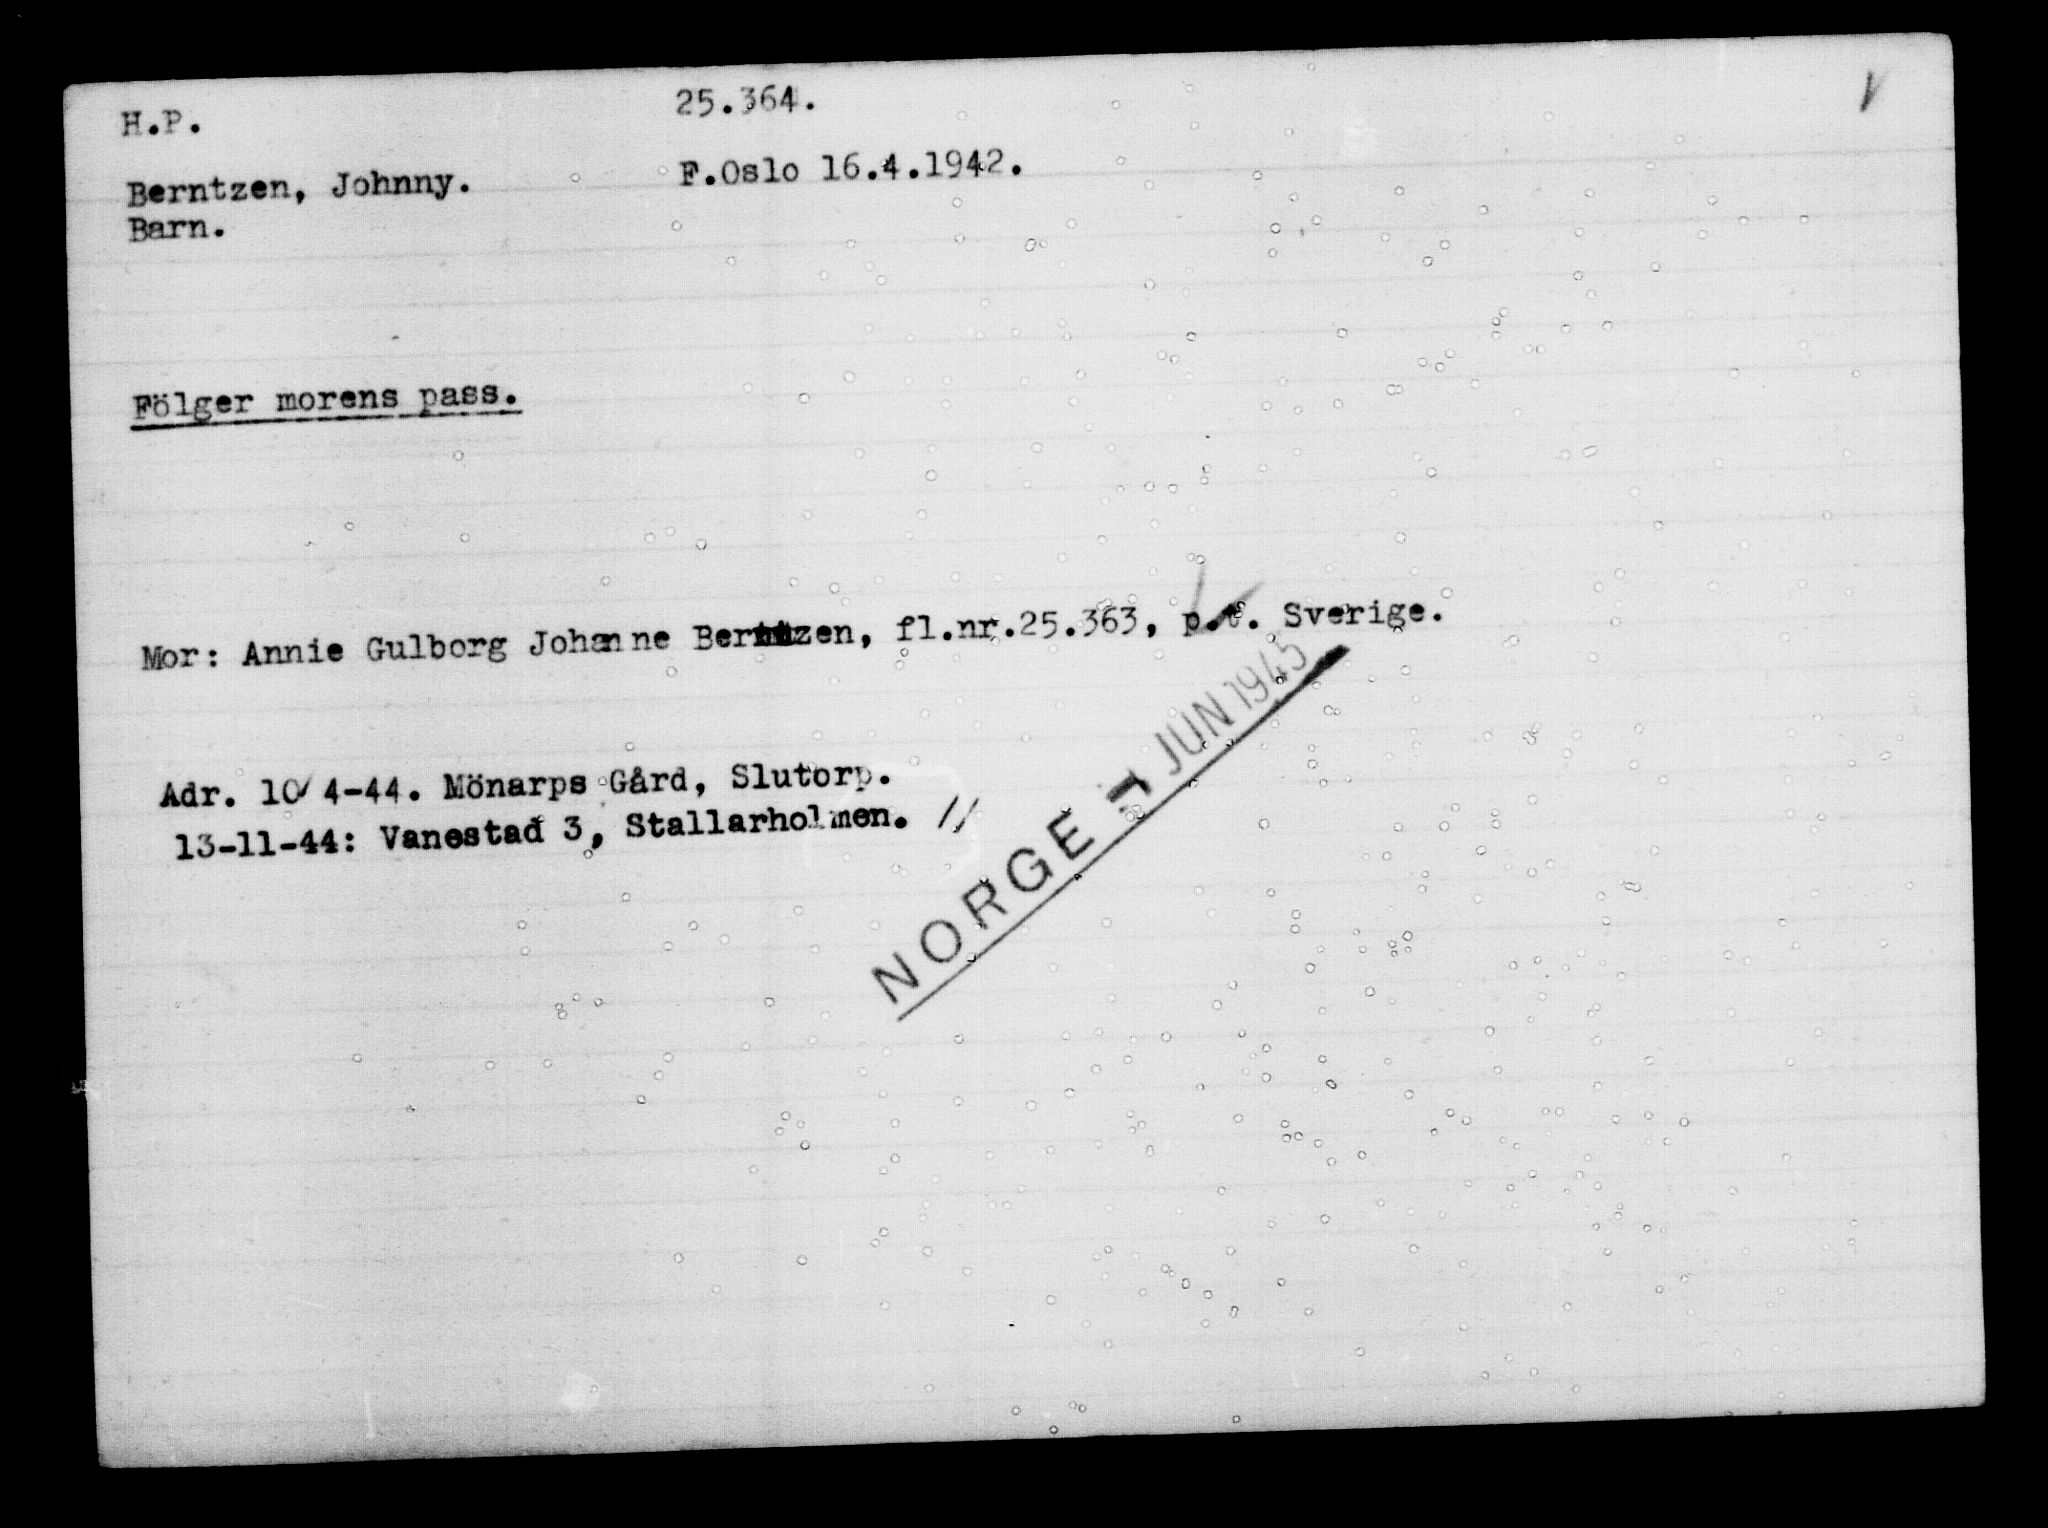 H.P.
25.364.
Berntzen, Johnny.
F.Oslo 16.4.1942.
Barn.
Fölger morens pass.
Mor: Annie Gulborg Johanne Berntzen, fl.nr.25.363, p.t. Sverige.
Adr. 10/4-44. Mönarps Gård, Slutorp.
13-11-44: Vanestad 3, Stallarholmen. //
NORGE 7 JUN 1945